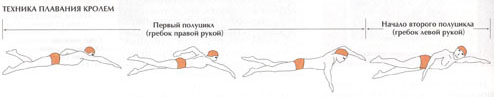 ТЕХНИКА ПЛАВАНИЯ КРОЛЕМ
Первый полуцикл
(гребок правой рукой)
Начало второго полуцикла
(гребок левой рукой)